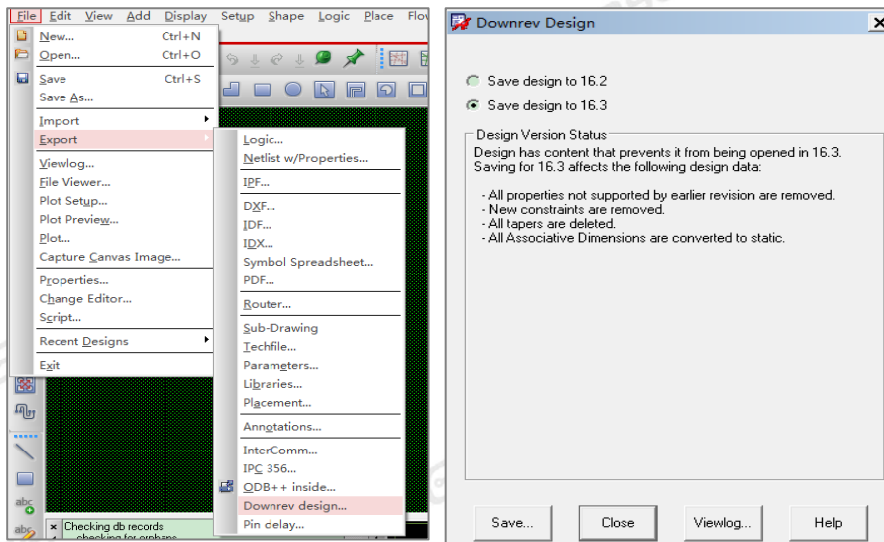 File Edit View Add Display Setup Shape Logic Place Flo
New... Ctrl+N
Open... Ctrl+O
Save Ctrl+S
Save As...
Import
Export
Viewlog...
File Viewer...
Plot Setup...
Plot Preview...
Plot...
Capture Canvas Image...
Properties...
Change Editor...
Script...
Recent Designs
Exit
Logic...
Netlist w/Properties...
IPF...
DXF...
IDF...
IDX...
Symbol Spreadsheet...
PDF...
Router...
Sub-Drawing
Techfile...
Parameters...
Libraries...
Placement...
Annotations...
InterComm...
IPC 356...
ODB++ inside...
Downrev design...
Pin delay...
abc
abc
Checking db records
checking for orphans
Downrev Design
Save design to 16.2
Save design to 16.3
Design Version Status
Design has content that prevents it from being opened in 16.3.
Saving for 16.3 affects the following design data:
- All properties not supported by earlier revision are removed.
- New constraints are removed.
- All tapers are deleted.
- All Associative Dimensions are converted to static.
Save... Close Viewlog... Help